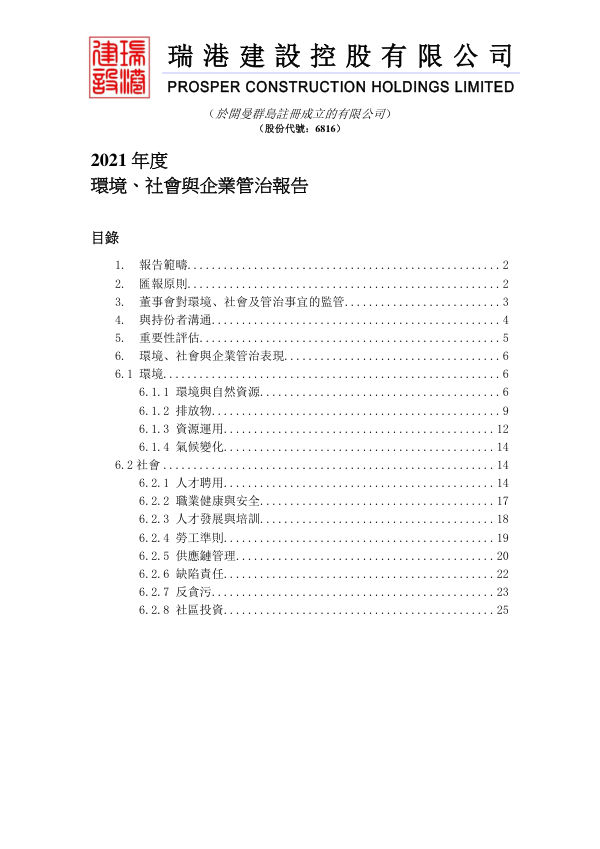 瑞港建設
瑞港建設控股有限公司
PROSPER CONSTRUCTION HOLDINGS LIMITED
（於開曼群島註冊成立的有限公司）
（股份代號：6816）
2021 年度
環境、社會與企業管治報告
目錄
1. 報告範疇.....................................................2
2. 匯報原則.....................................................2
3. 董事會對環境、社會及管治事宜的監管..........................3
4. 與持份者溝通.................................................4
5. 重要性評估...................................................5
6. 環境、社會與企業管治表現....................................6
6.1 環境........................................................6
6.1.1 環境與自然資源.........................................6
6.1.2 排放物.................................................9
6.1.3 資源運用..............................................12
6.1.4 氣候變化..............................................14
6.2 社會.......................................................14
6.2.1 人才聘用..............................................14
6.2.2 職業健康與安全........................................17
6.2.3 人才發展與培訓........................................18
6.2.4 勞工準則..............................................19
6.2.5 供應鏈管理............................................20
6.2.6 缺陷責任..............................................22
6.2.7 反貪污................................................23
6.2.8 社區投資..............................................25